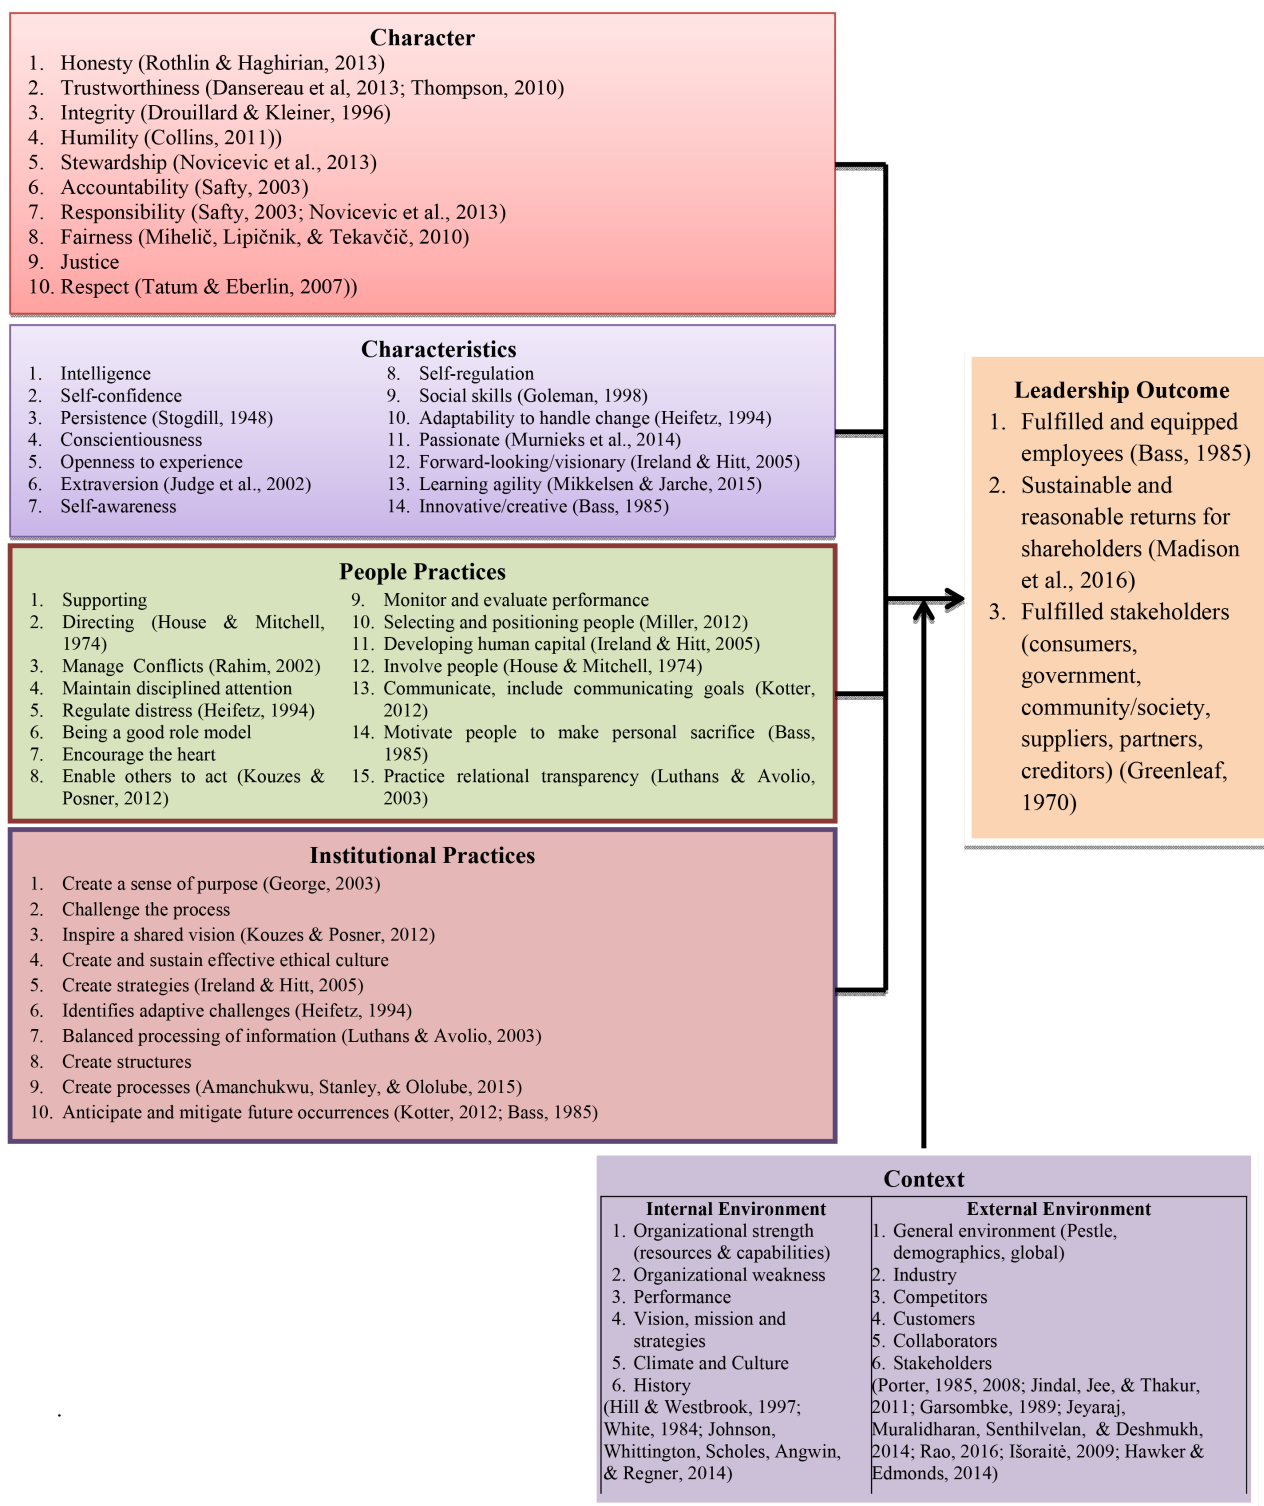 Character
1. Honesty (Rothlin & Haghirian, 2013)
2. Trustworthiness (Dansereau et al, 2013; Thompson, 2010)
3. Integrity (Drouillard & Kleiner, 1996)
4. Humility (Collins, 2011))
5. Stewardship (Novicevic et al., 2013)
6. Accountability (Safty, 2003)
7. Responsibility (Safty, 2003; Novicevic et al., 2013)
8. Fairness (Mihelič, Lipičnik, & Tekavčič, 2010)
9. Justice
10. Respect (Tatum & Eberlin, 2007))
Characteristics
1. Intelligence
2. Self-confidence
3. Persistence (Stogdill, 1948)
4. Conscientiousness
5. Openness to experience
6. Extraversion (Judge et al., 2002)
7. Self-awareness
8. Self-regulation
9. Social skills (Goleman, 1998)
10. Adaptability to handle change (Heifetz, 1994)
11. Passionate (Murnieks et al., 2014)
12. Forward-looking/visionary (Ireland & Hitt, 2005)
13. Learning agility (Mikkelsen & Jarche, 2015)
14. Innovative/creative (Bass, 1985)
People Practices
1. Supporting
2. Directing (House & Mitchell,
1974)
3. Manage Conflicts (Rahim, 2002)
4. Maintain disciplined attention
5. Regulate distress (Heifetz, 1994)
6. Being a good role model
7. Encourage the heart
8. Enable others to act (Kouzes &
Posner, 2012)
9. Monitor and evaluate performance
10. Selecting and positioning people (Miller, 2012)
11. Developing human capital (Ireland & Hitt, 2005)
12. Involve people (House & Mitchell, 1974)
13. Communicate, include communicating goals (Kotter,
2012)
14. Motivate people to make personal sacrifice (Bass,
1985)
15. Practice relational transparency (Luthans & Avolio,
2003)
Institutional Practices
1. Create a sense of purpose (George, 2003)
2. Challenge the process
3. Inspire a shared vision (Kouzes & Posner, 2012)
4. Create and sustain effective ethical culture
5. Create strategies (Ireland & Hitt, 2005)
6. Identifies adaptive challenges (Heifetz, 1994)
7. Balanced processing of information (Luthans & Avolio, 2003)
8. Create structures
9. Create processes (Amanchukwu, Stanley, & Ololube, 2015)
10. Anticipate and mitigate future occurrences (Kotter, 2012; Bass, 1985)
Leadership Outcome
1. Fulfilled and equipped
employees (Bass, 1985)
2. Sustainable and
reasonable returns for
shareholders (Madison
et al., 2016)
3. Fulfilled stakeholders
(consumers,
government,
community/society,
suppliers, partners,
creditors) (Greenleaf,
1970)
Context
Internal Environment
1. Organizational strength
(resources & capabilities)
2. Organizational weakness
3. Performance
4. Vision, mission and
strategies
5. Climate and Culture
6. History
(Hill & Westbrook, 1997;
White, 1984; Johnson,
Whittington, Scholes, Angwin,
& Regner, 2014)
External Environment
1. General environment (Pestle,
demographics, global)
2. Industry
3. Competitors
4. Customers
5. Collaborators
6. Stakeholders
(Porter, 1985, 2008; Jindal, Jee, & Thakur,
2011; Garsombke, 1989; Jeyaraj,
Muralidharan, Senthilvelan, & Deshmukh,
2014; Rao, 2016; Išoraitė, 2009; Hawker &
Edmonds, 2014)
.